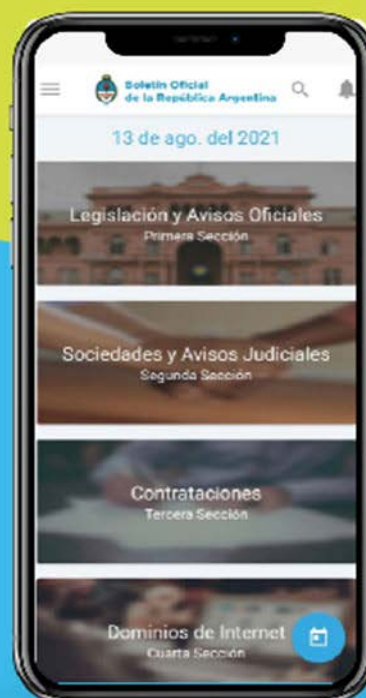 Boletín Oficial
de la República Argentina
13 de ago. del 2021
Legislación y Avisos Oficiales
Primera Sección
Sociedades y Avisos Judiciales
Segunda Sección
Contrataciones
Tercera Sección
Dominios de Internet
Cuarta Sección